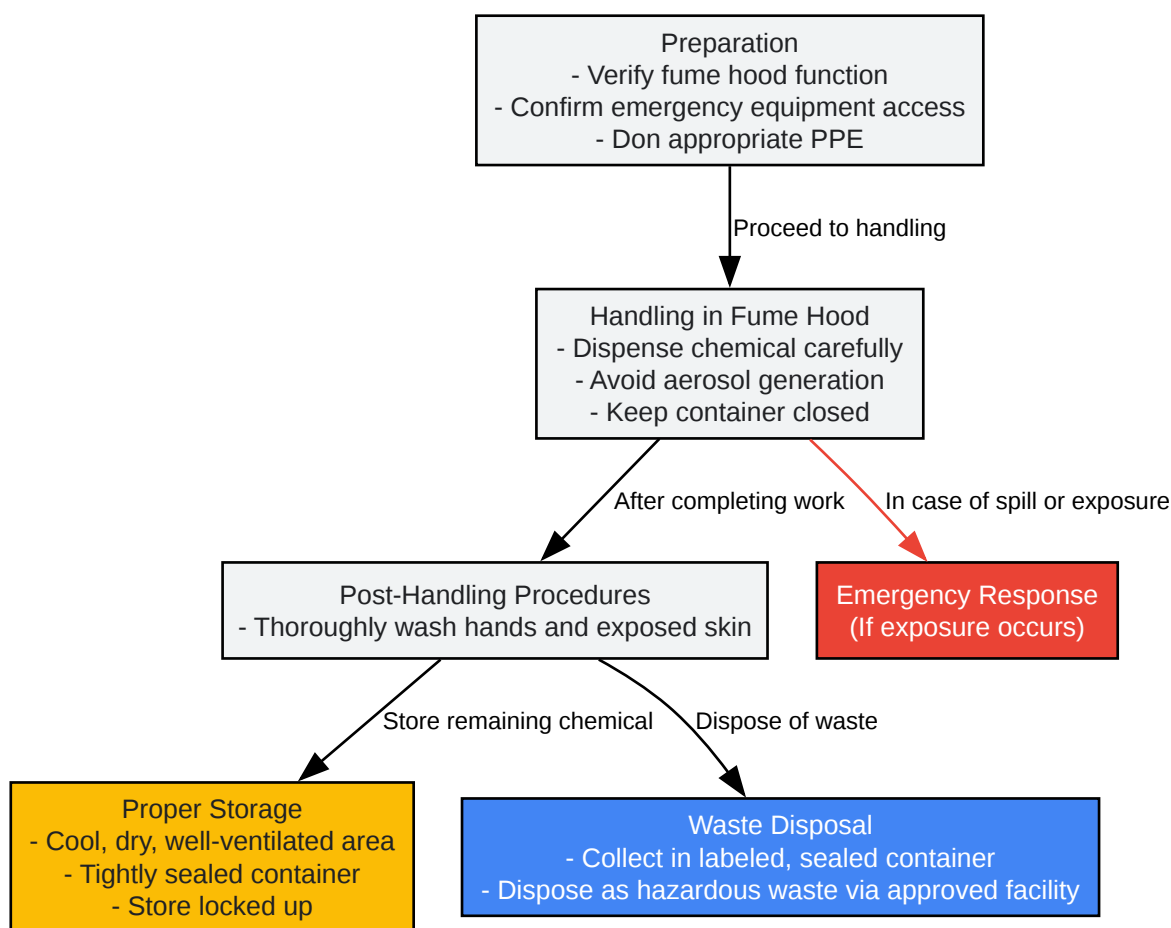 Preparation
- Verify fume hood function
- Confirm emergency equipment access
- Don appropriate PPE
Proceed to handling
Handling in Fume Hood
- Dispense chemical carefully
- Avoid aerosol generation
- Keep container closed
After completing work
In case of spill or exposure
Post-Handling Procedures
- Thoroughly wash hands and exposed skin
Emergency Response
(If exposure occurs)
Store remaining chemical
Dispose of waste
Proper Storage
- Cool, dry, well-ventilated area
- Tightly sealed container
- Store locked up
Waste Disposal
- Collect in labeled, sealed container
- Dispose as hazardous waste via approved facility